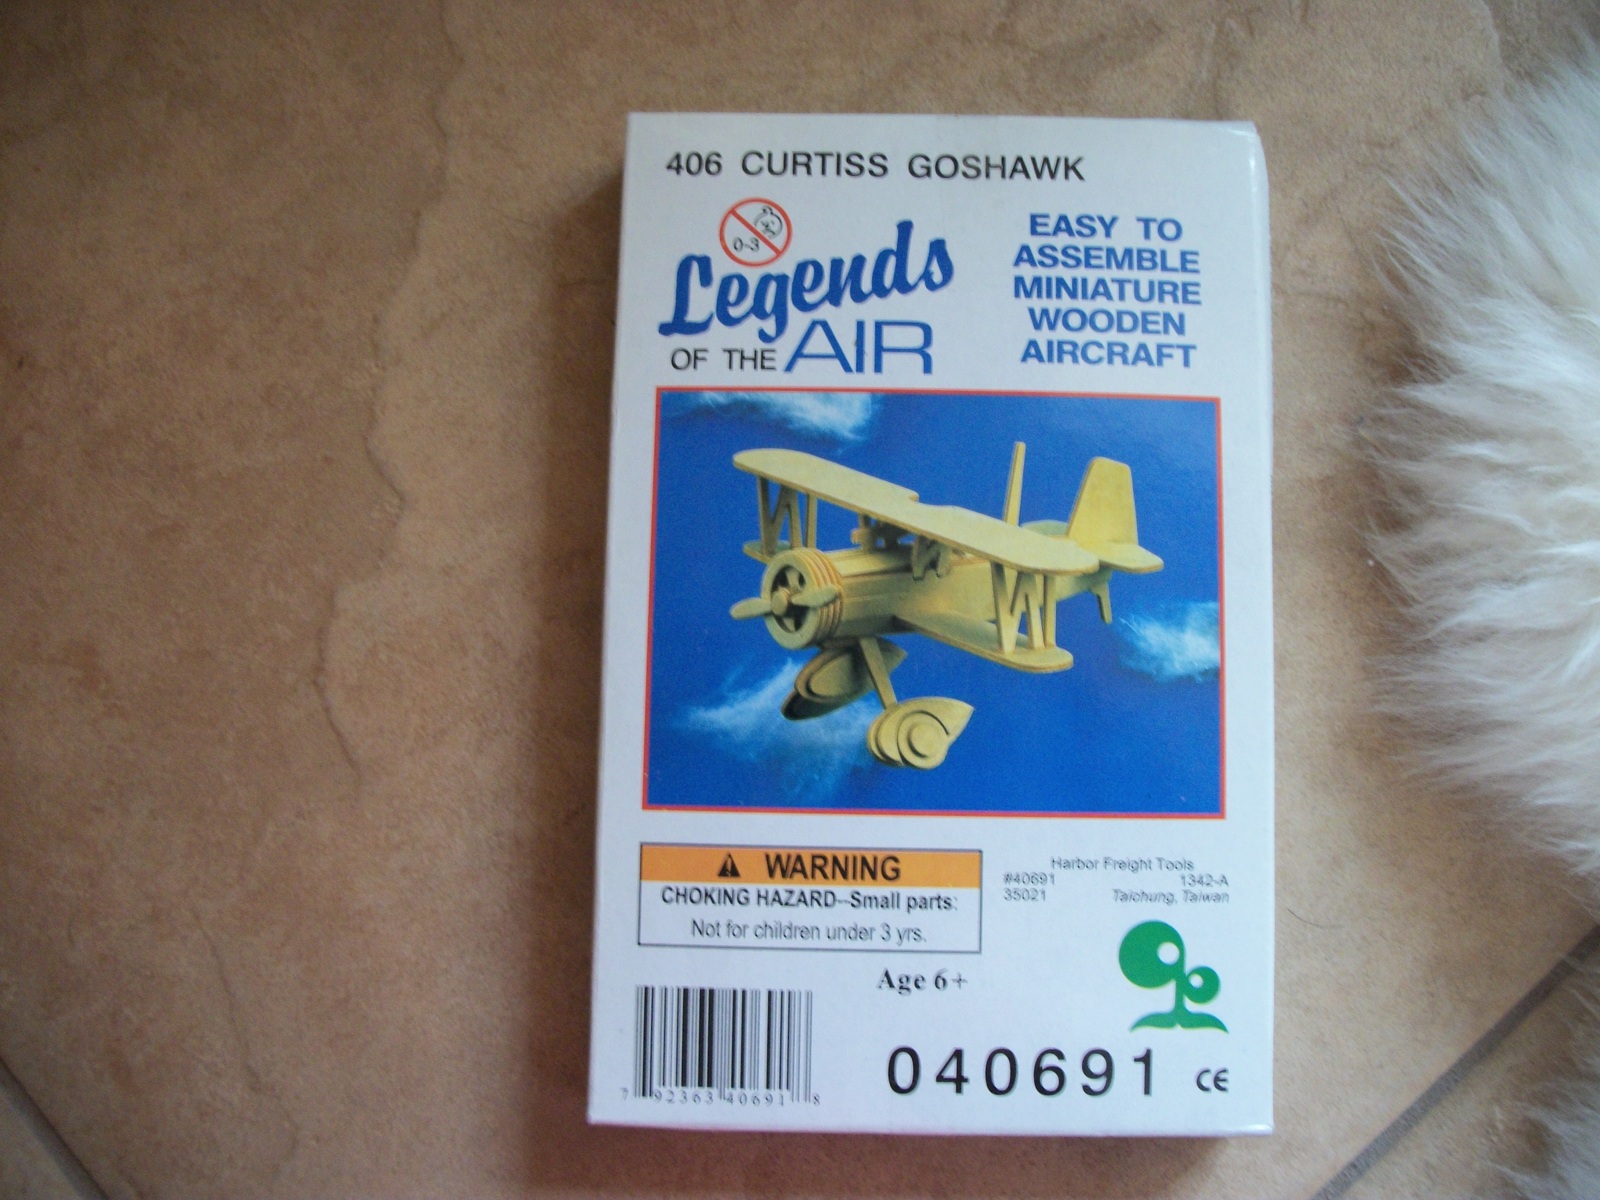 406 CURTISS GOSHAWK
0-3
Legends
OF THE AIR
EASY TO
ASSEMBLE
MINIATURE
WOODEN
AIRCRAFT
WARNING
CHOKING HAZARD--Small parts:
Not for children under 3 yrs.
Harbor Freight Tools
#40691 1342-A
35021 Taichung, Taiwan
Age 6+
7 92363 40691 8
040691 CE